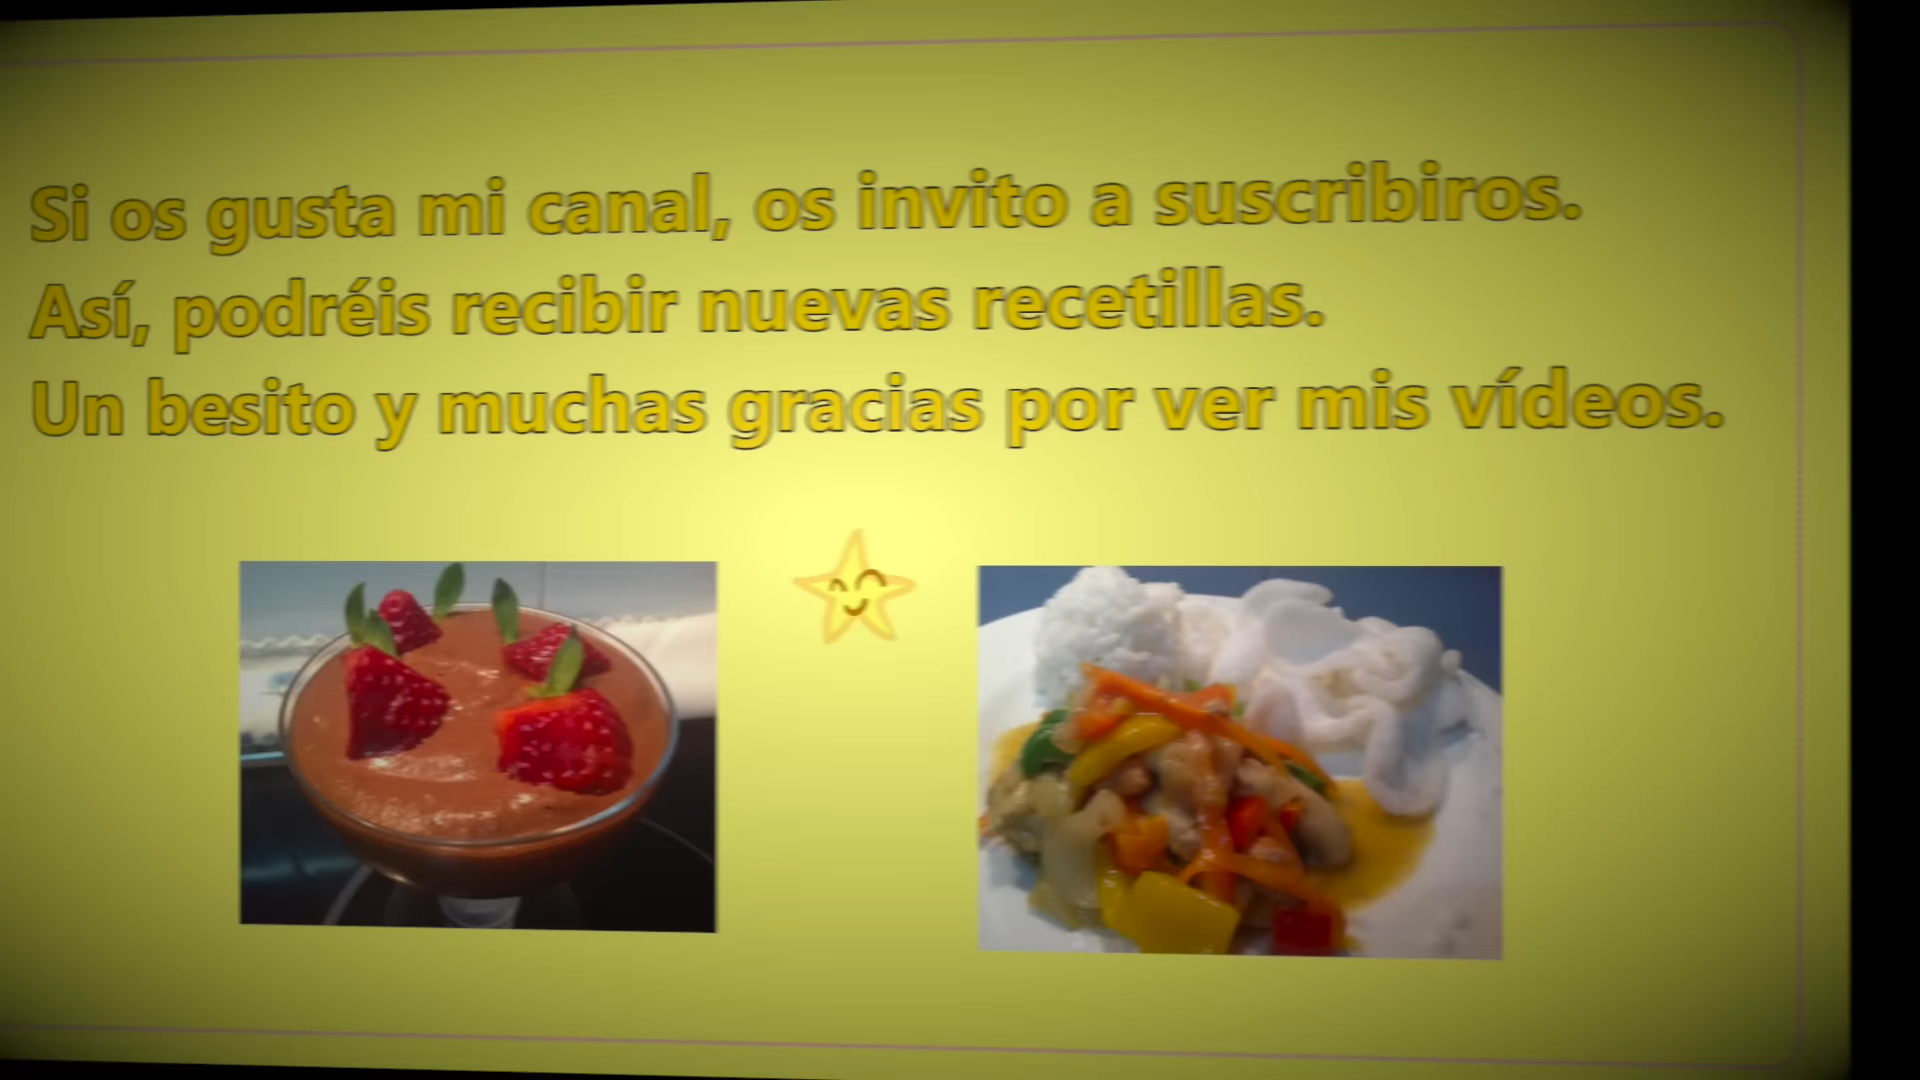 Si os gusta mi canal, os invito a suscribiros.
Así, podréis recibir nuevas recetillas.
Un besito y muchas gracias por ver mis vídeos.